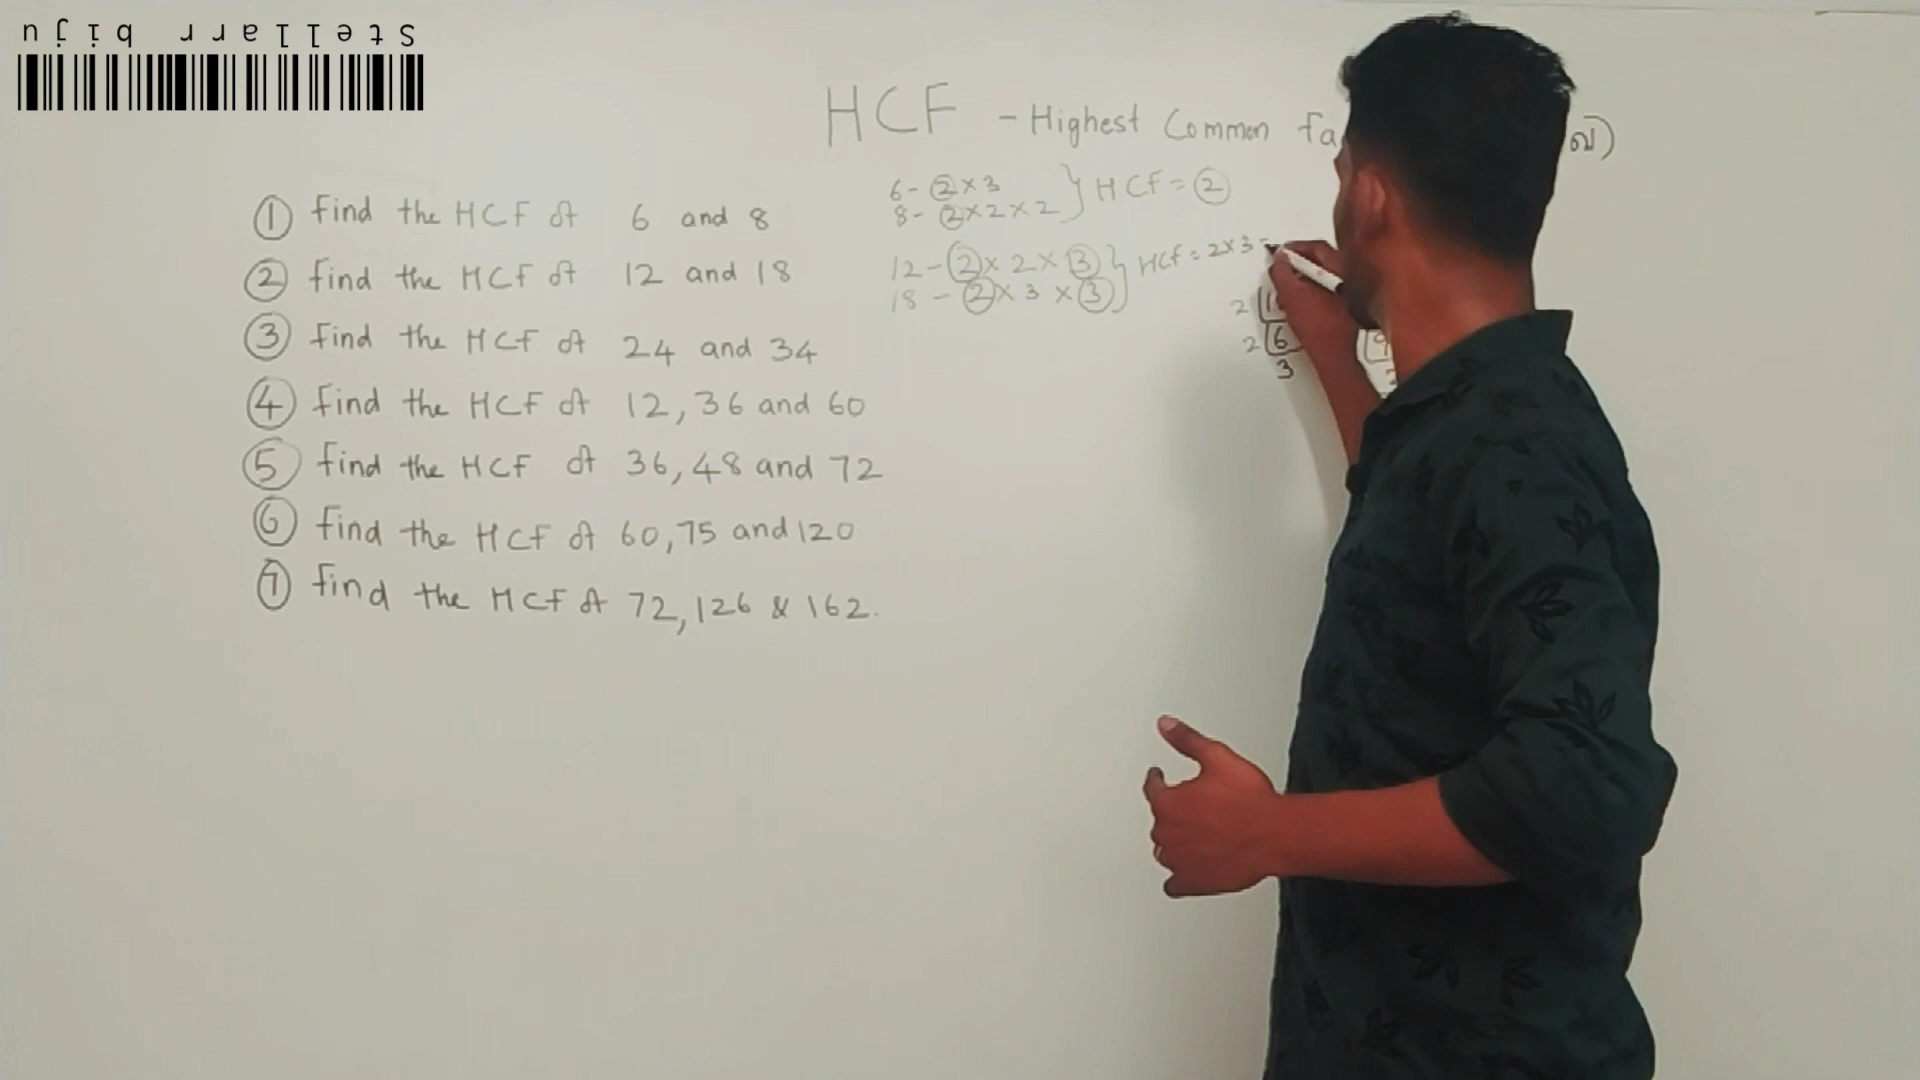 Stellarr biju
HCF - Highest Common
① find the HCF of 6 and 8
② find the HCF of 12 and 18
③ find the HCF of 24 and 34
④ find the HCF of 12, 36 and 60
⑤ find the HCF of 36, 48 and 72
⑥ find the HCF of 60, 75 and 120
⑦ find the HCF of 72, 126 & 162.
6 - ② × 3 } HCF = ②
8 - ② × 2 × 2
12 - ② × 2 × ③ } HCF = 2 × 3 =
18 - ② × 3 × ③
2
2 6
3